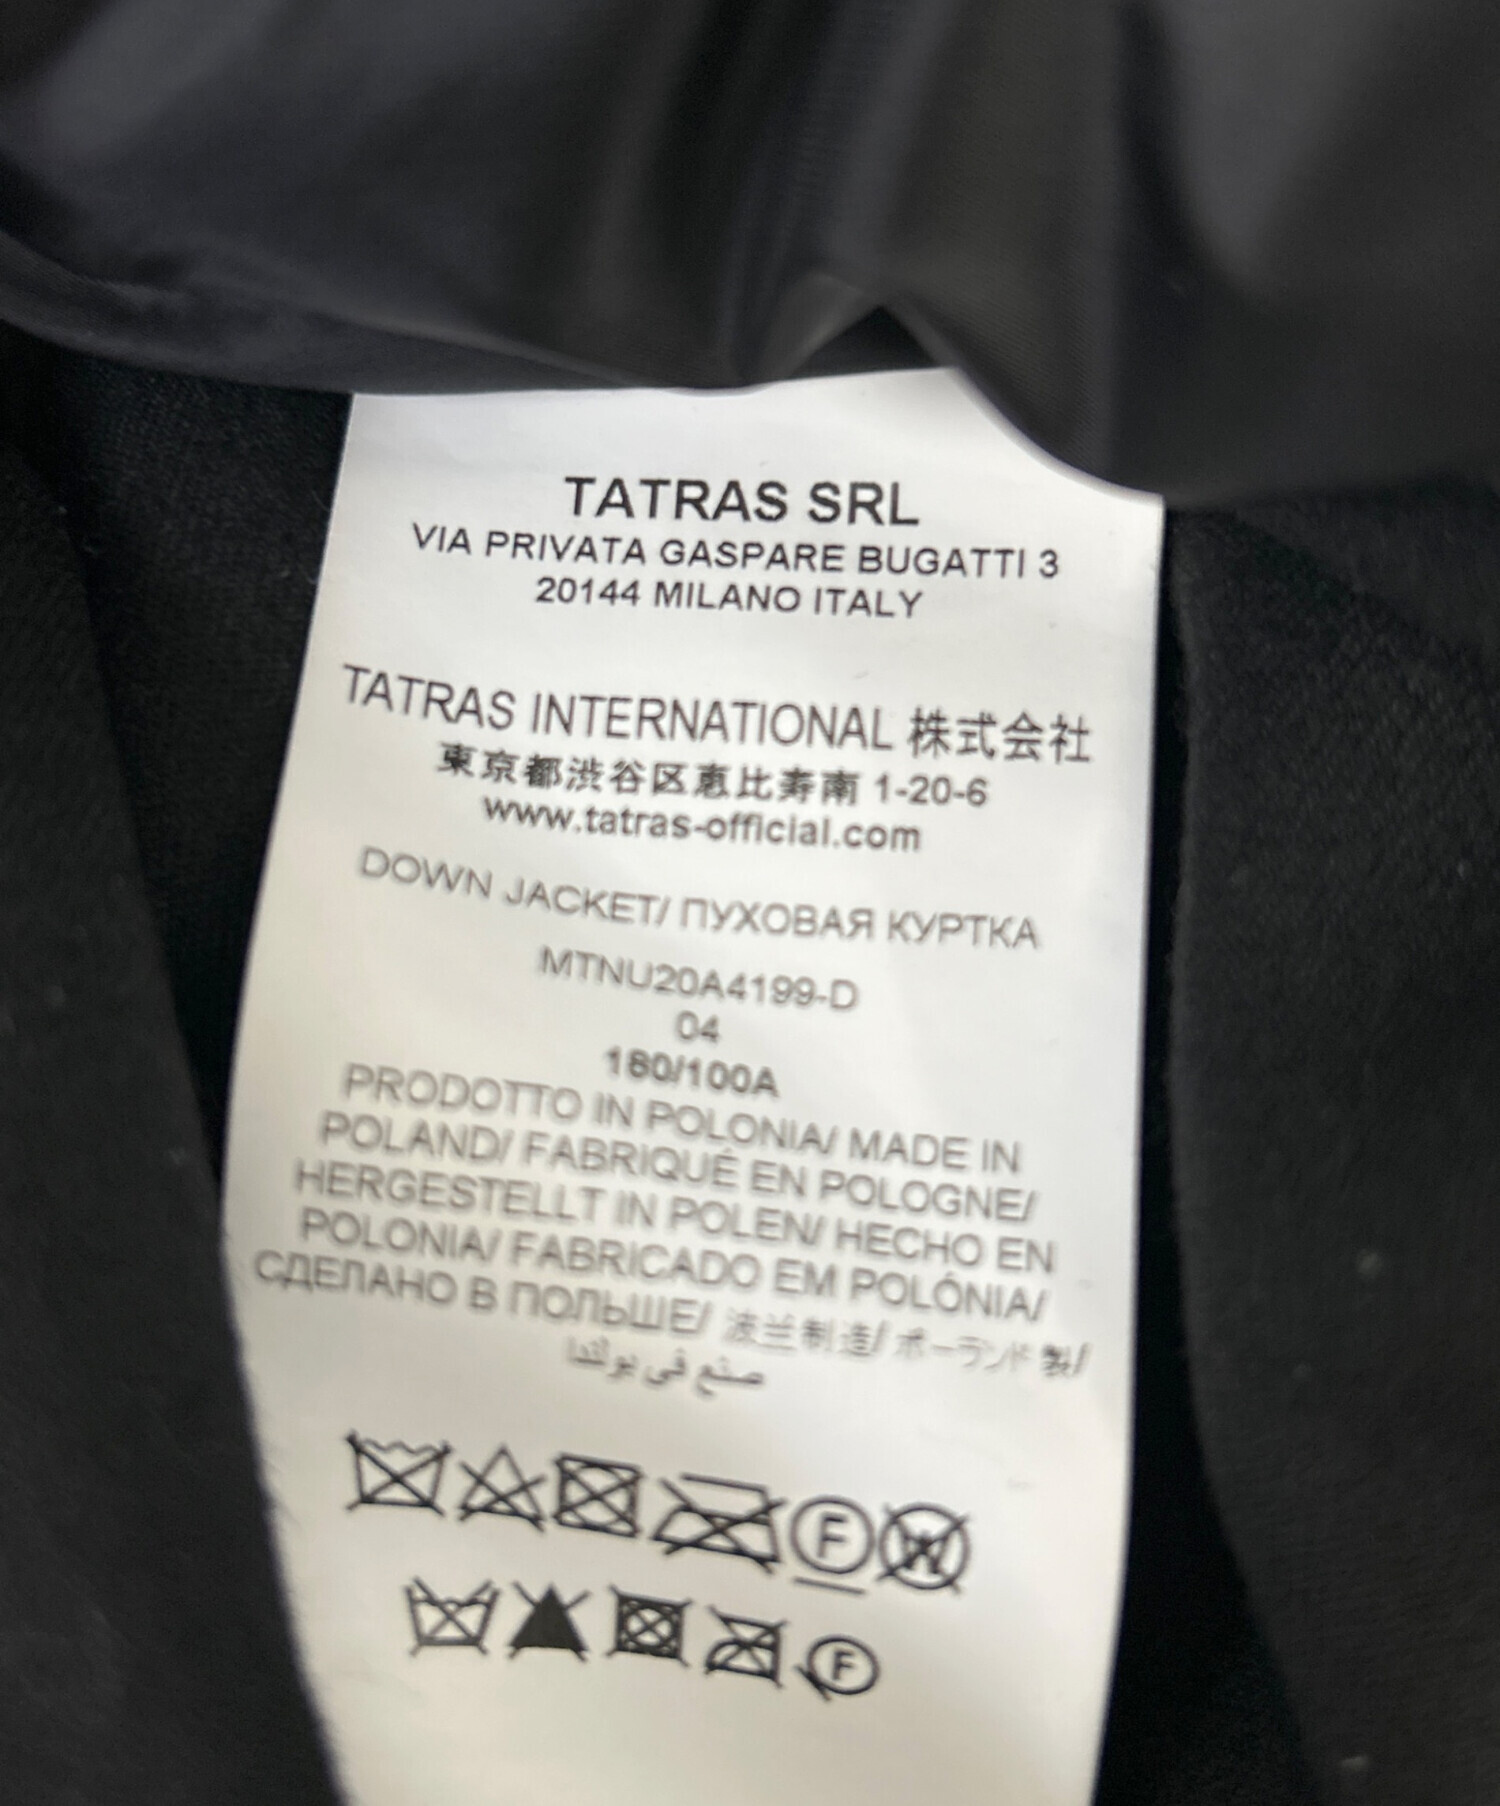 TATRAS SRL
VIA PRIVATA GASPARE BUGATTI 3
20144 MILANO ITALY
TATRAS INTERNATIONAL 株式会社
東京都渋谷区恵比寿南 1-20-6
www.tatras-official.com
DOWN JACKET/ ПУХОВАЯ КУРТКА
MTNU20A4199-D
04
180/100A
PRODOTTO IN POLONIA/ MADE IN
POLAND/ FABRIQUÉ EN POLOGNE/
HERGESTELLT IN POLEN/ HECHO EN
POLONIA/ FABRICADO EM POLÓNIA/
СДЕЛАНО В ПОЛЬШЕ/ 波兰制造/ ポーランド製/
صنع في بولندا
F W
F